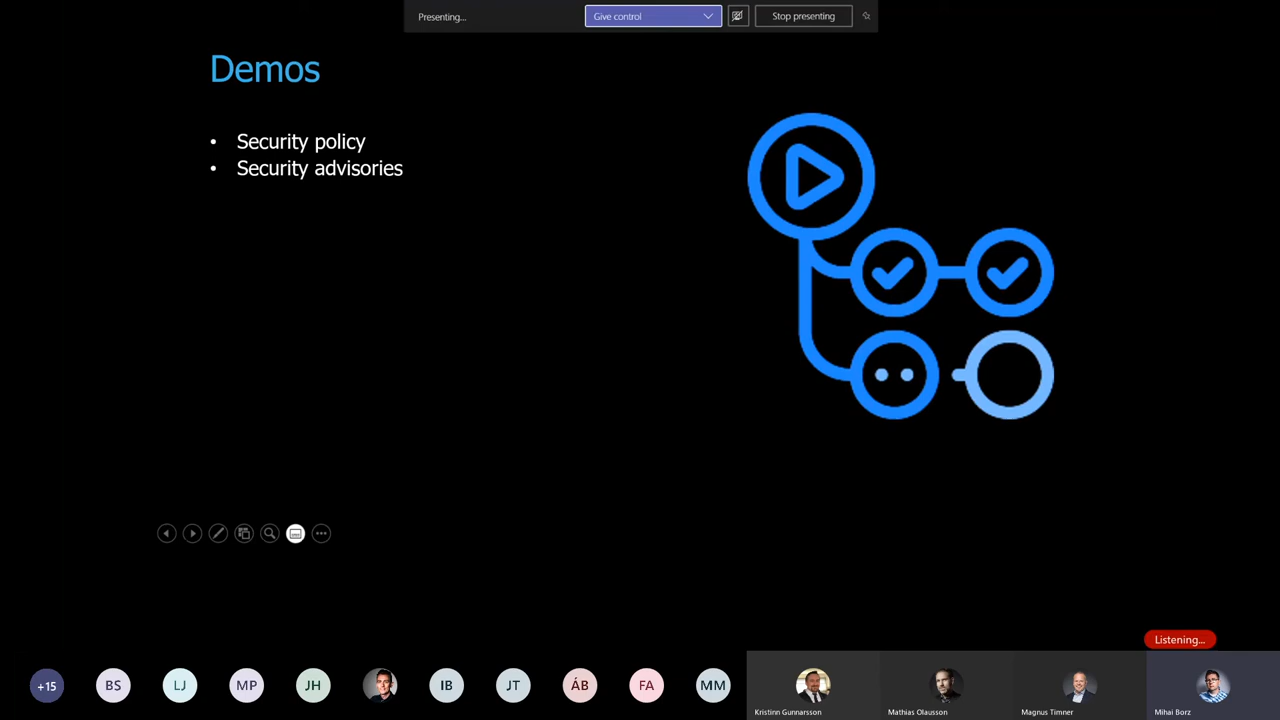 Presenting...
Give control
Stop presenting
Demos
• Security policy
• Security advisories
Listening...
+15
BS
LJ
MP
JH
IB
JT
ÁB
FA
MM
Kristinn Gunnarsson
Mathias Olausson
Magnus Timner
Mihai Borz